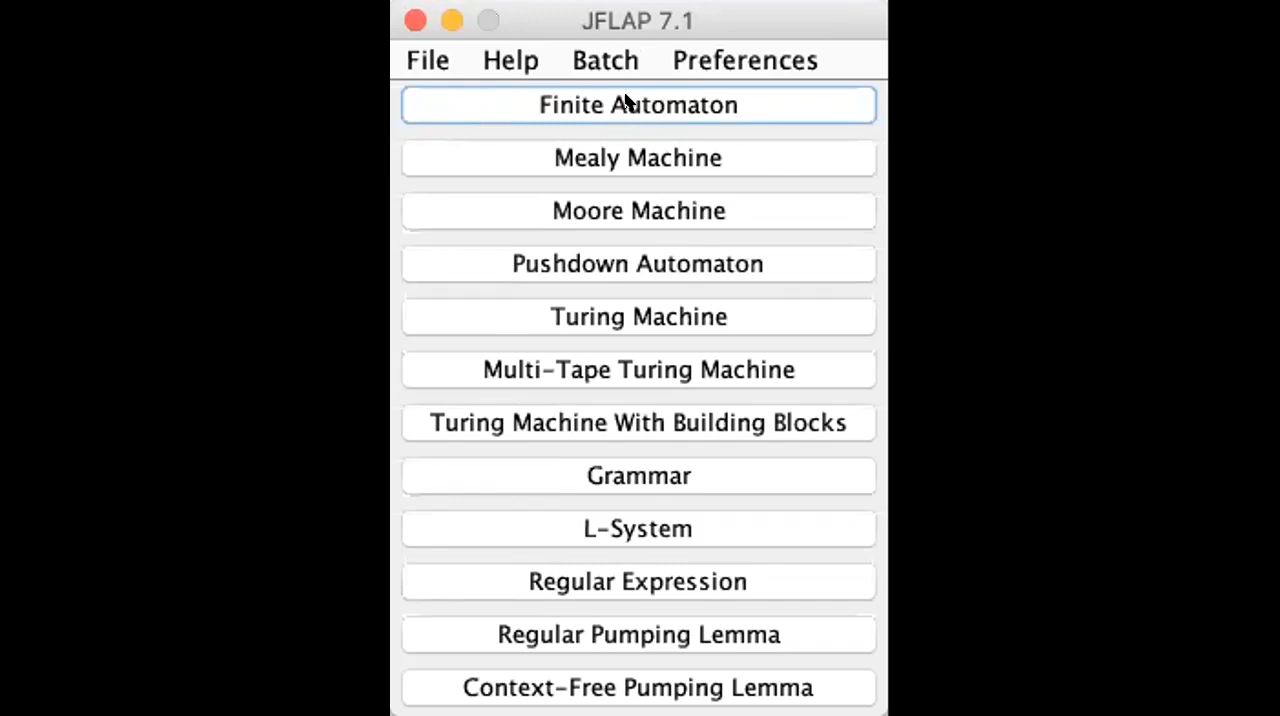 JFLAP 7.1
File Help Batch Preferences
Finite Automaton
Mealy Machine
Moore Machine
Pushdown Automaton
Turing Machine
Multi-Tape Turing Machine
Turing Machine With Building Blocks
Grammar
L-System
Regular Expression
Regular Pumping Lemma
Context-Free Pumping Lemma